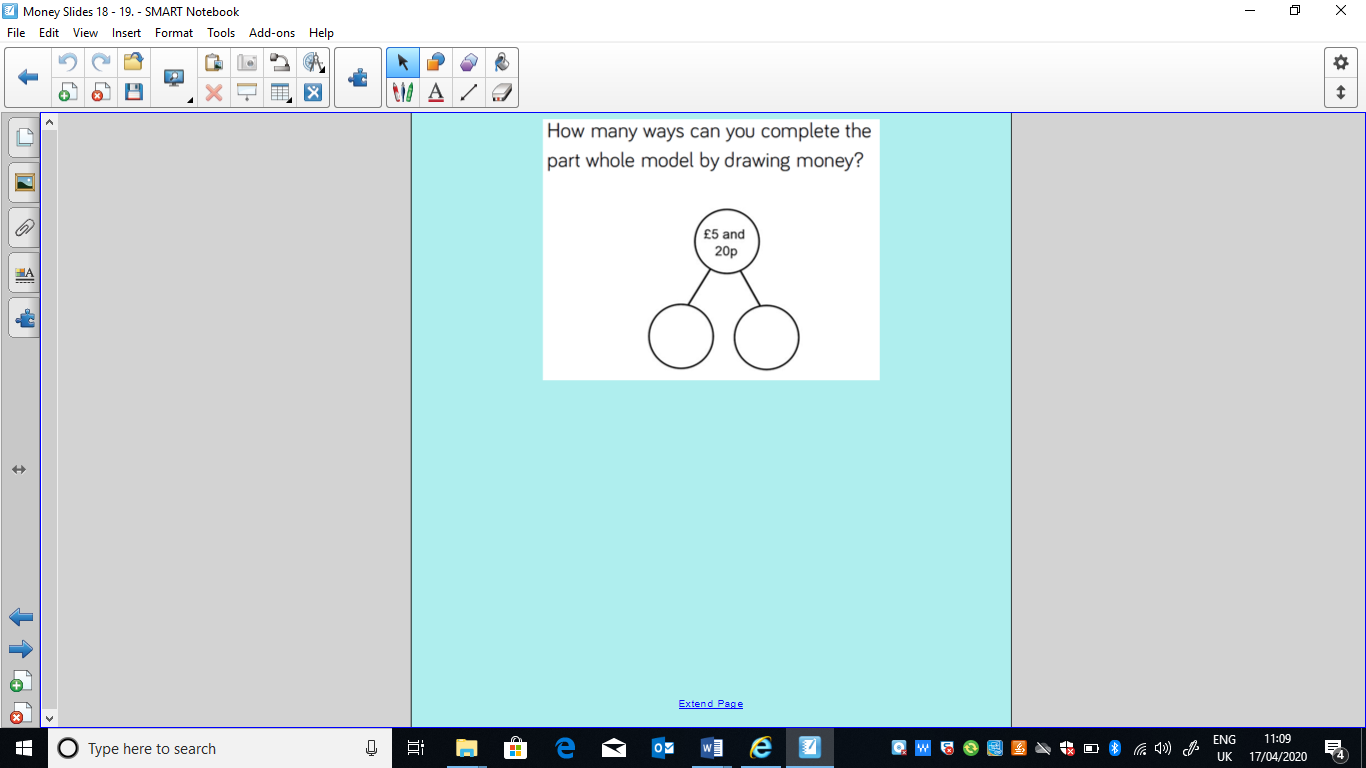 Money Slides 18 - 19. - SMART Notebook
File Edit View Insert Format Tools Add-ons Help
How many ways can you complete the
part whole model by drawing money?
£5 and
20p
Extend Page
Type here to search
ENG
UK
11:09
17/04/2020
4